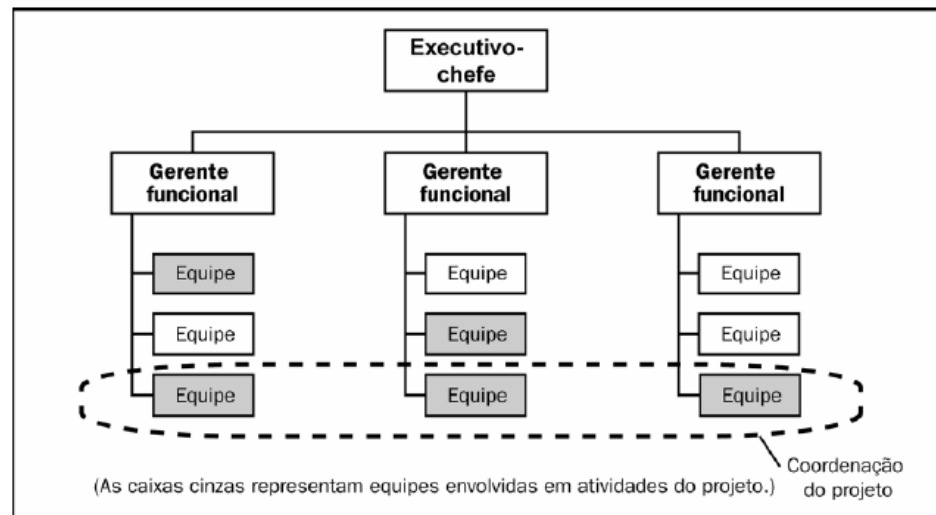 Executivo-
chefe
Gerente
funcional
Gerente
funcional
Gerente
funcional
Equipe
Equipe
Equipe
Equipe
Equipe
Equipe
Equipe
Equipe
Equipe
Coordenação
do projeto
(As caixas cinzas representam equipes envolvidas em atividades do projeto.)